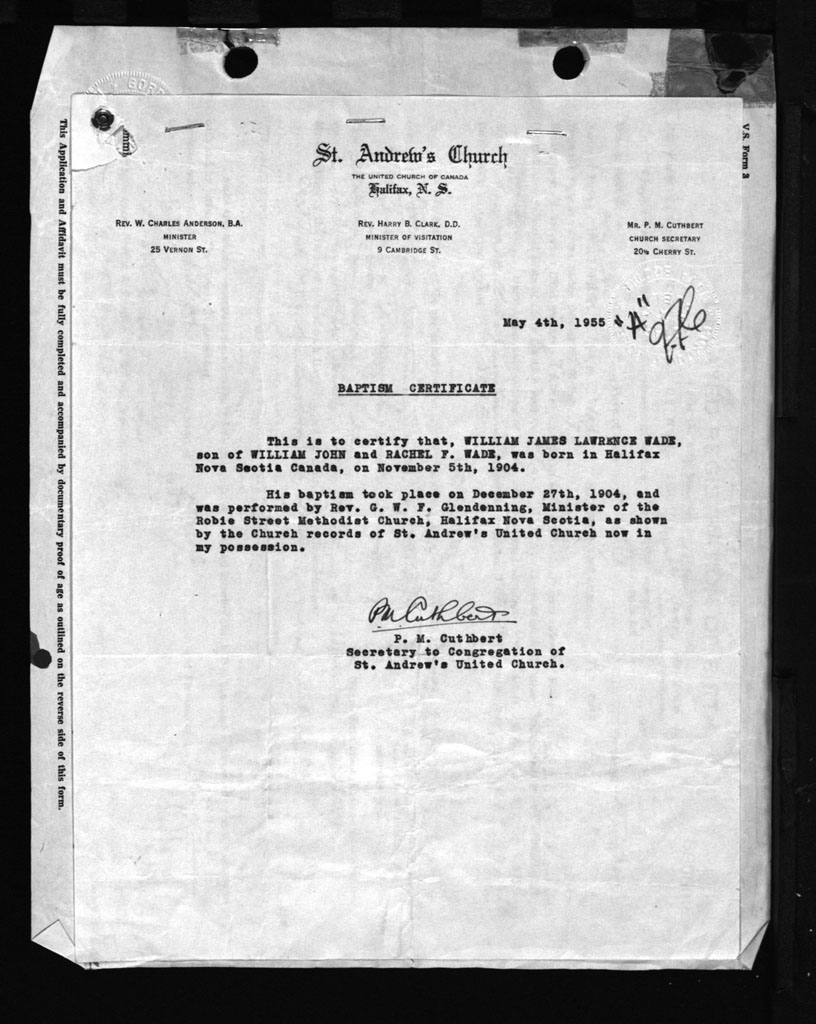 St. Andrew's Church
THE UNITED CHURCH OF CANADA
Halifax, N. S.
REV. W. CHARLES ANDERSON, B.A.
MINISTER
25 VERNON ST.
REV. HARRY B. CLARK, D.D.
MINISTER OF VISITATION
9 CAMBRIDGE ST.
MR. P. M. CUTHBERT
CHURCH SECRETARY
20½ CHERRY ST.
May 4th, 1955
"A"
BAPTISM CERTIFICATE
This is to certify that, WILLIAM JAMES LAWRENCE WADE,
son of WILLIAM JOHN and RACHEL F. WADE, was born in Halifax
Nova Scotia Canada, on November 5th, 1904.
His baptism took place on December 27th, 1904, and
was performed by Rev. G. W. F. Glendenning, Minister of the
Robie Street Methodist Church, Halifax Nova Scotia, as shown
by the Church records of St. Andrew's United Church now in
my possession.
P M Cuthbert
P. M. Cuthbert
Secretary to Congregation of
St. Andrew's United Church.
This Application and Affidavit must be fully completed and accompanied by documentary proof of age as outlined on the reverse side of this form.
V.S. Form 3